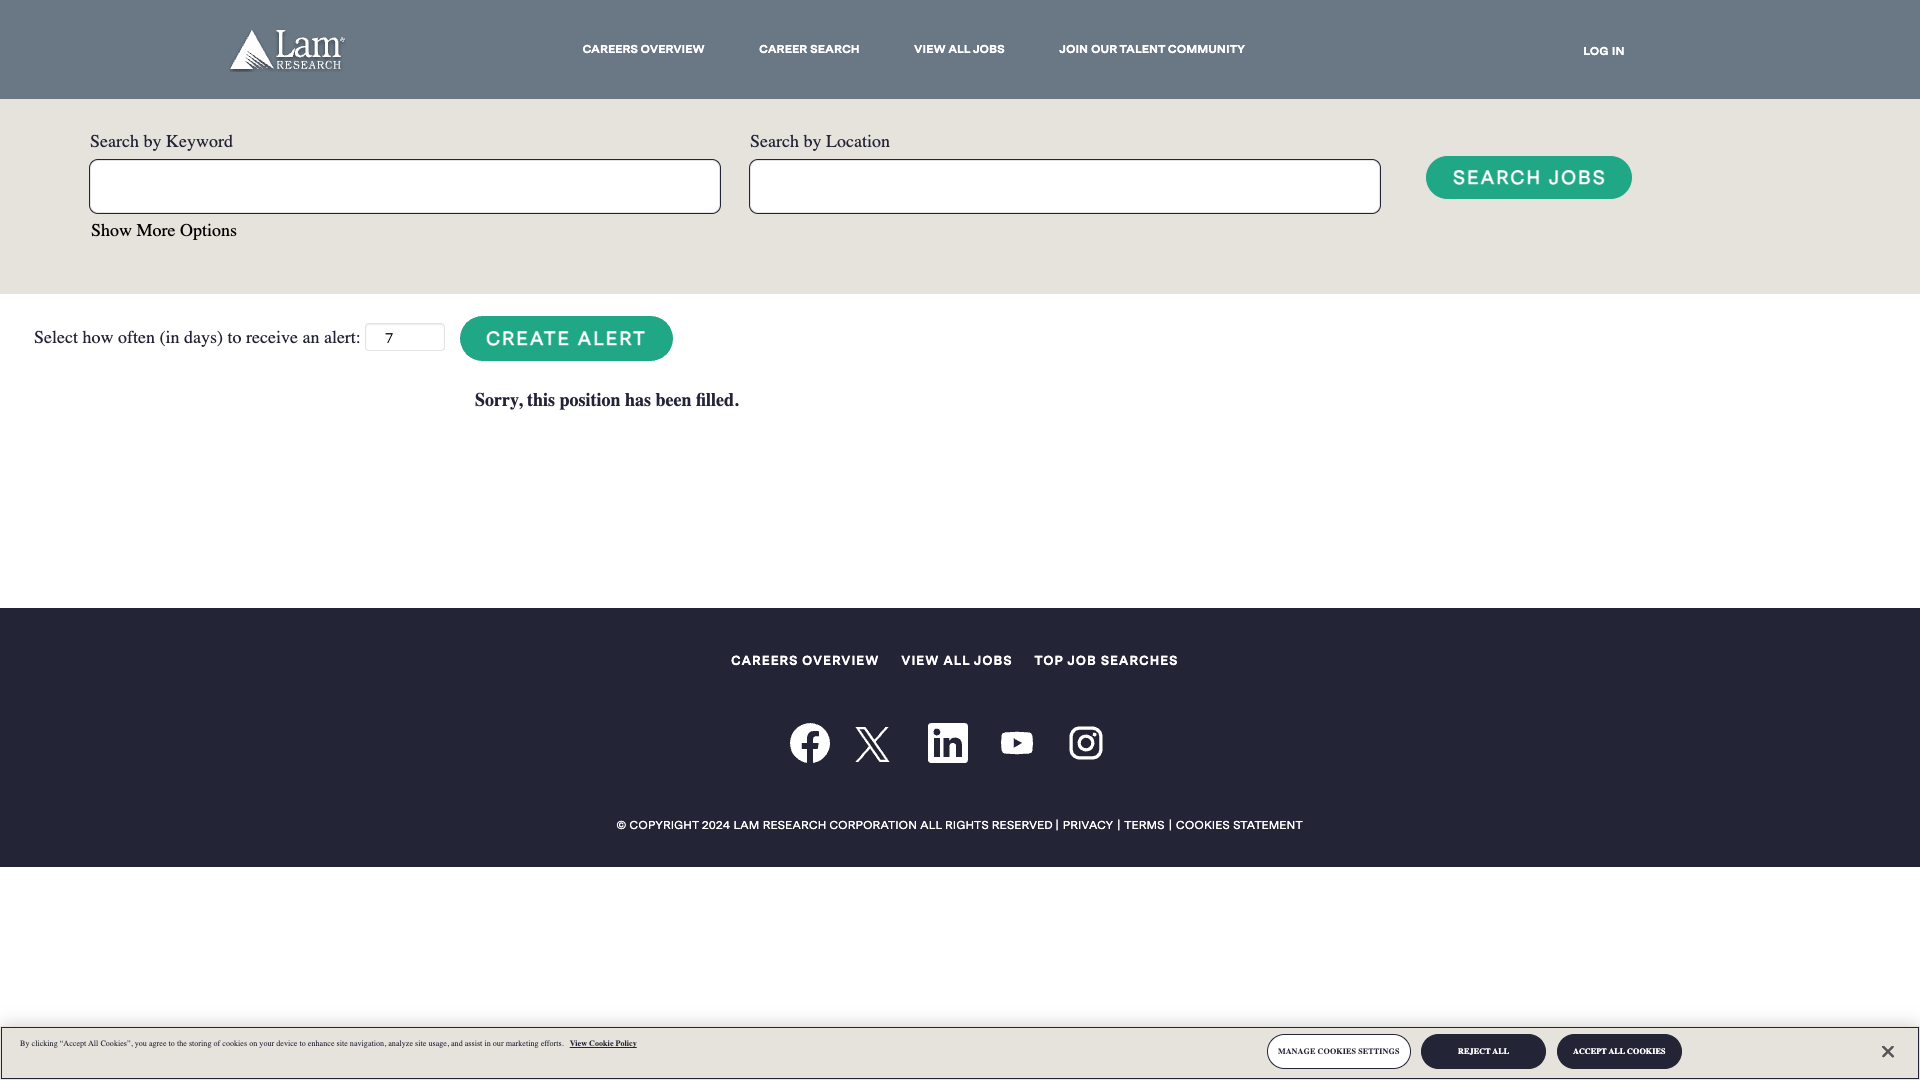 Lam RESEARCH
CAREERS OVERVIEW
CAREER SEARCH
VIEW ALL JOBS
JOIN OUR TALENT COMMUNITY
LOG IN
Search by Keyword
Search by Location
SEARCH JOBS
Show More Options
Select how often (in days) to receive an alert: 7
CREATE ALERT
Sorry, this position has been filled.
CAREERS OVERVIEW
VIEW ALL JOBS
TOP JOB SEARCHES
© COPYRIGHT 2024 LAM RESEARCH CORPORATION ALL RIGHTS RESERVED | PRIVACY | TERMS | COOKIES STATEMENT
By clicking “Accept All Cookies”, you agree to the storing of cookies on your device to enhance site navigation, analyze site usage, and assist in our marketing efforts. View Cookie Policy
MANAGE COOKIES SETTINGS
REJECT ALL
ACCEPT ALL COOKIES